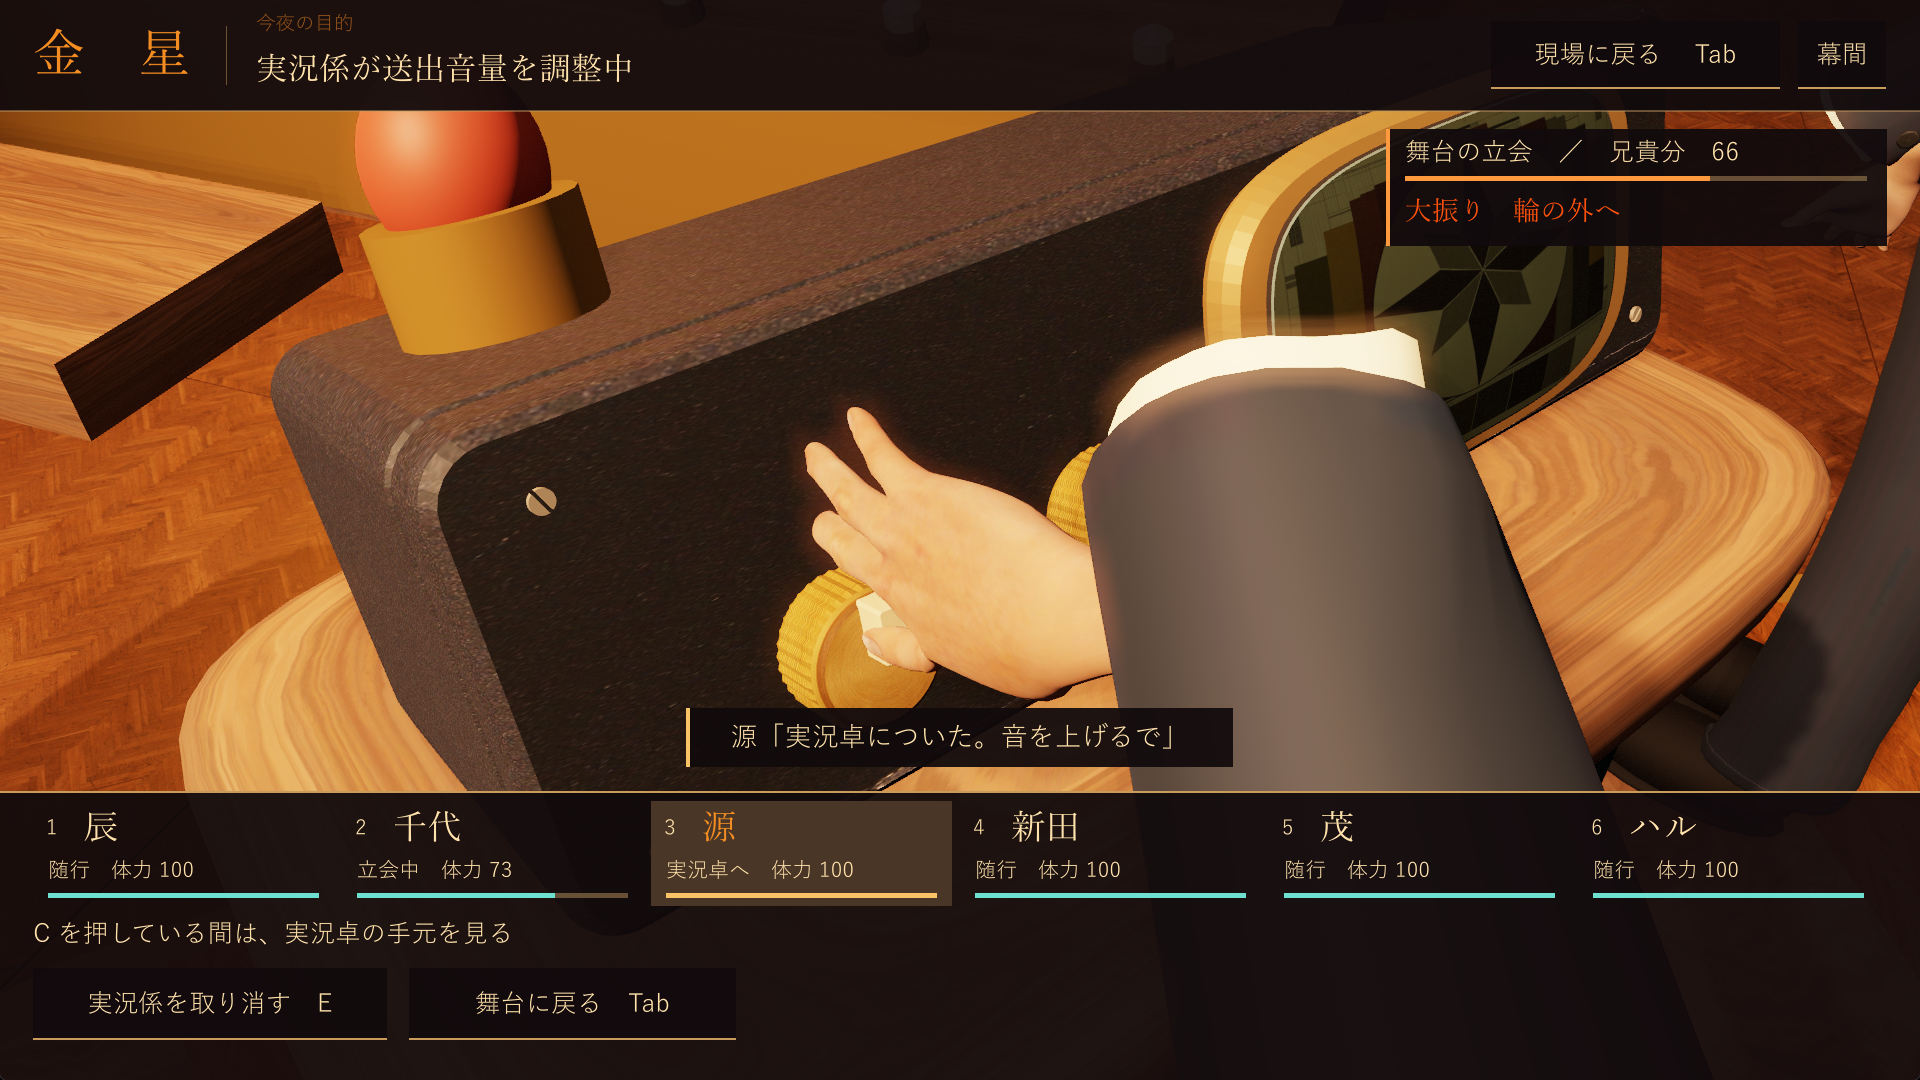 金 星
今夜の目的
実況係が送出音量を調整中
現場に戻る Tab
幕間
舞台の立会 / 兄貴分 66
大振り 輪の外へ
源「実況卓についた。音を上げるで」
1 辰
随行 体力 100
2 千代
立会中 体力 73
3 源
実況卓へ 体力 100
4 新田
随行 体力 100
5 茂
随行 体力 100
6 ハル
随行 体力 100
C を押している間は、実況卓の手元を見る
実況係を取り消す E
舞台に戻る Tab